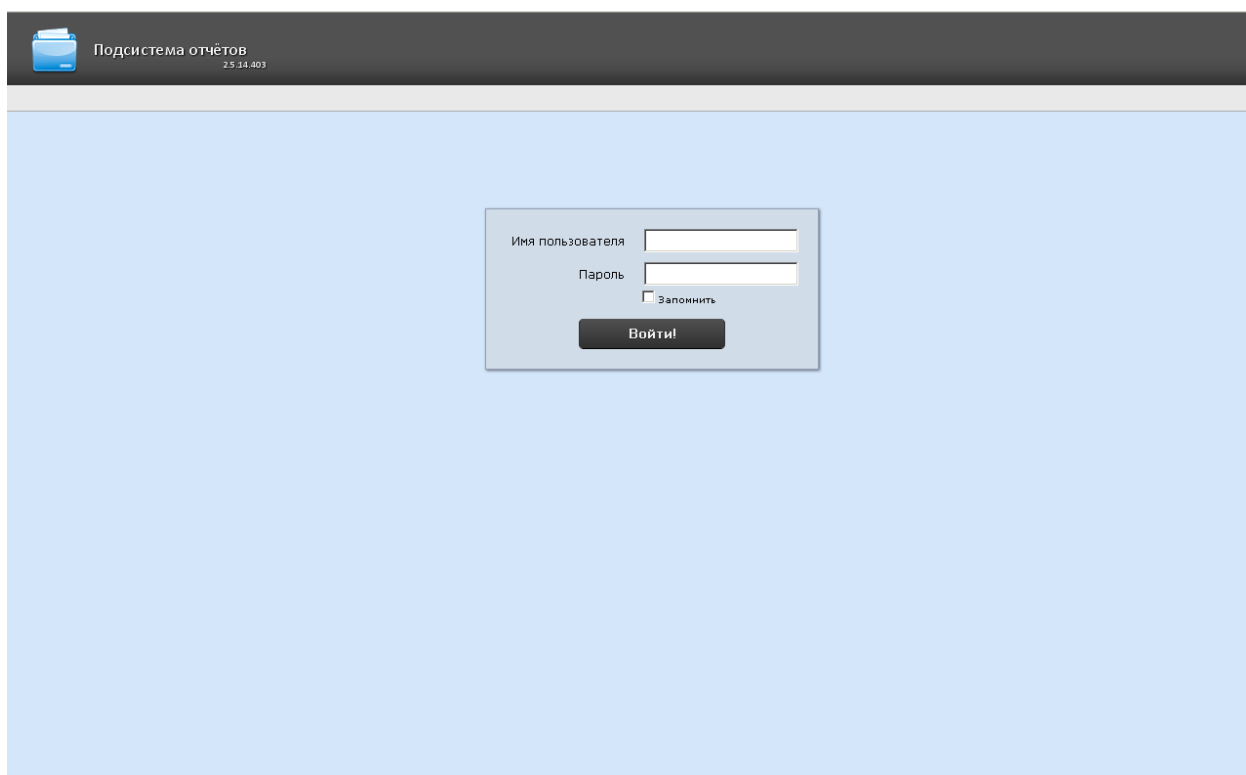 Подсистема отчётов
2.5.14.403
Имя пользователя
Пароль
Запомнить
Войти!